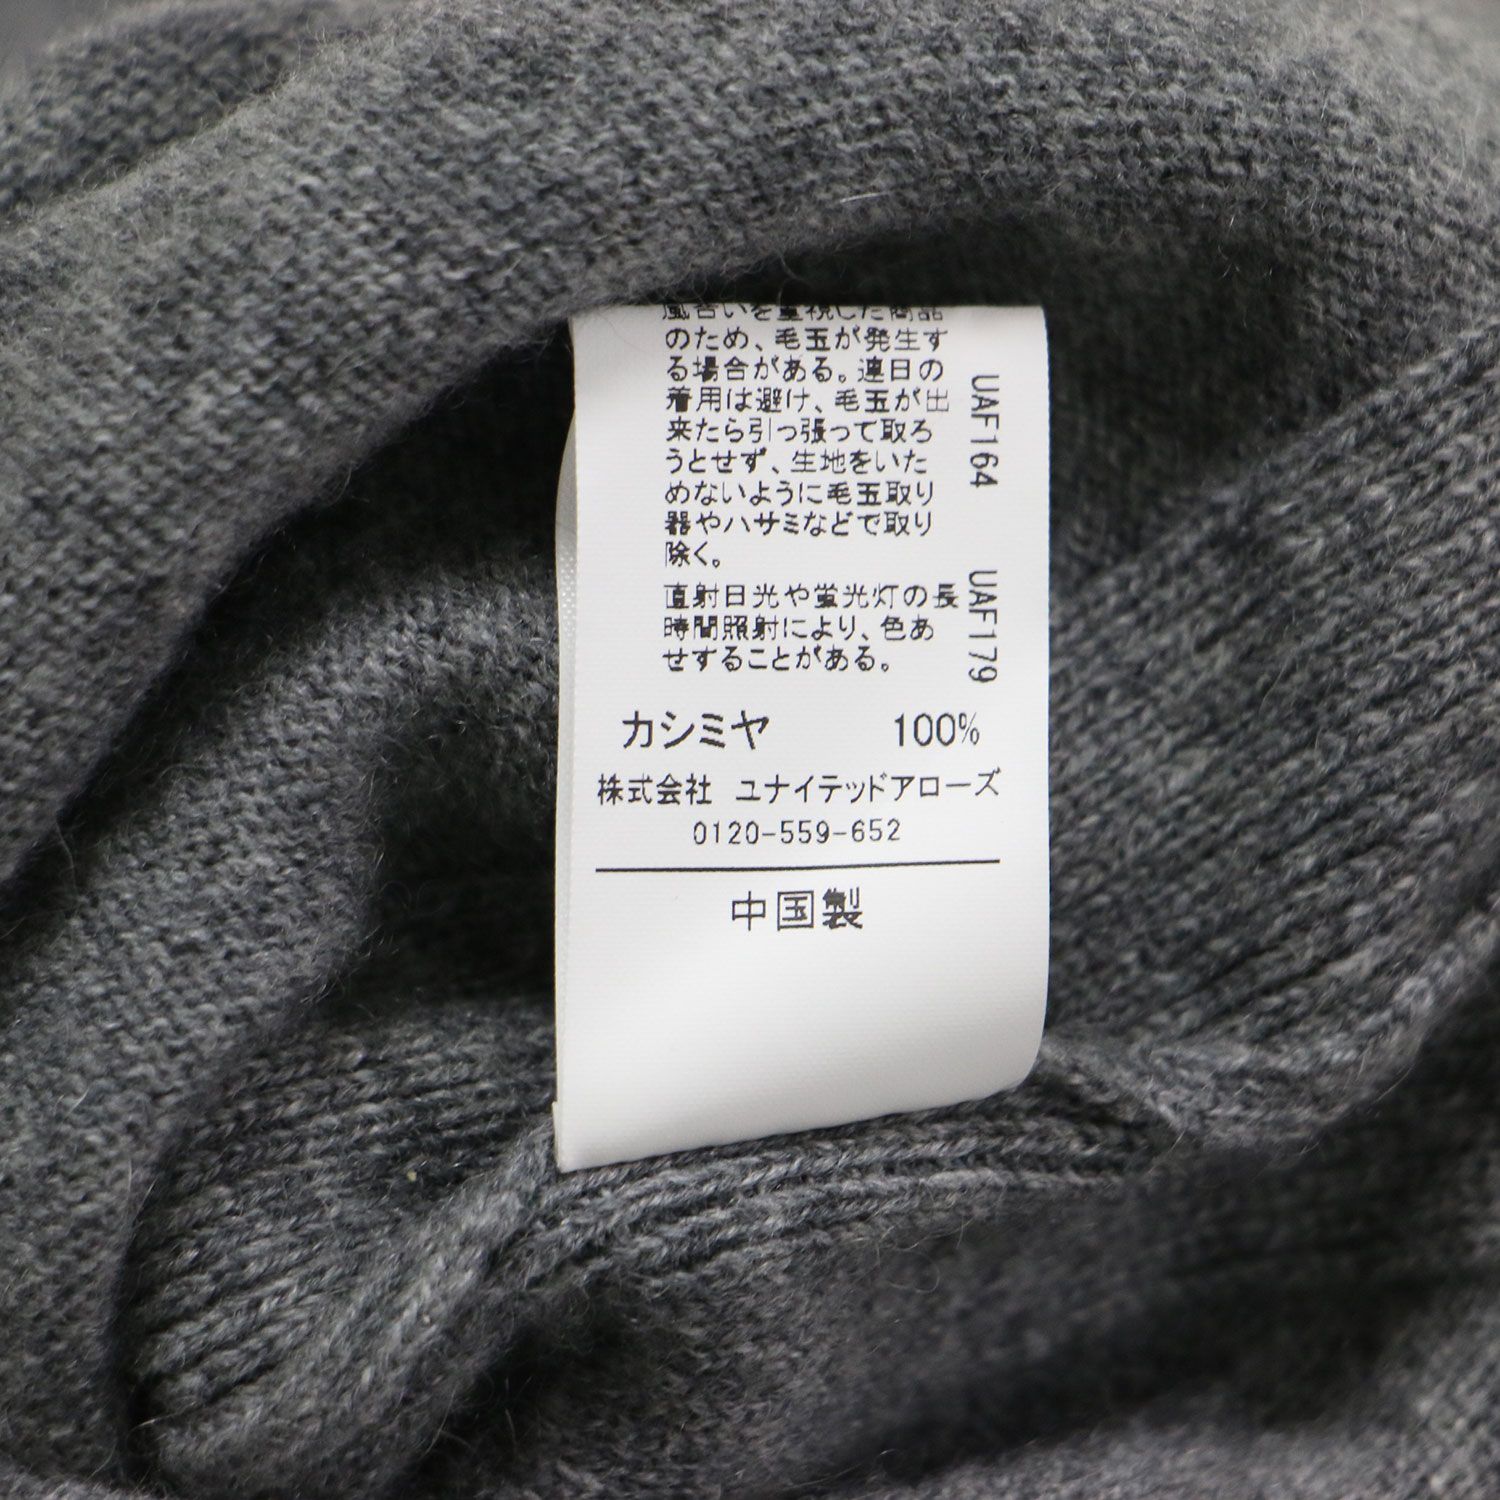 風合いを重視した商品
のため、毛玉が発生す
る場合がある。連日の
着用は避け、毛玉が出
来たら引っ張って取ろ
うとせず、生地をいた
めないように毛玉取り
器やハサミなどで取り
除く。
UAF164
直射日光や蛍光灯の長
時間照射により、色あ
せすることがある。
UAF179
カシミヤ 100%
株式会社 ユナイテッドアローズ
0120-559-652
中国製